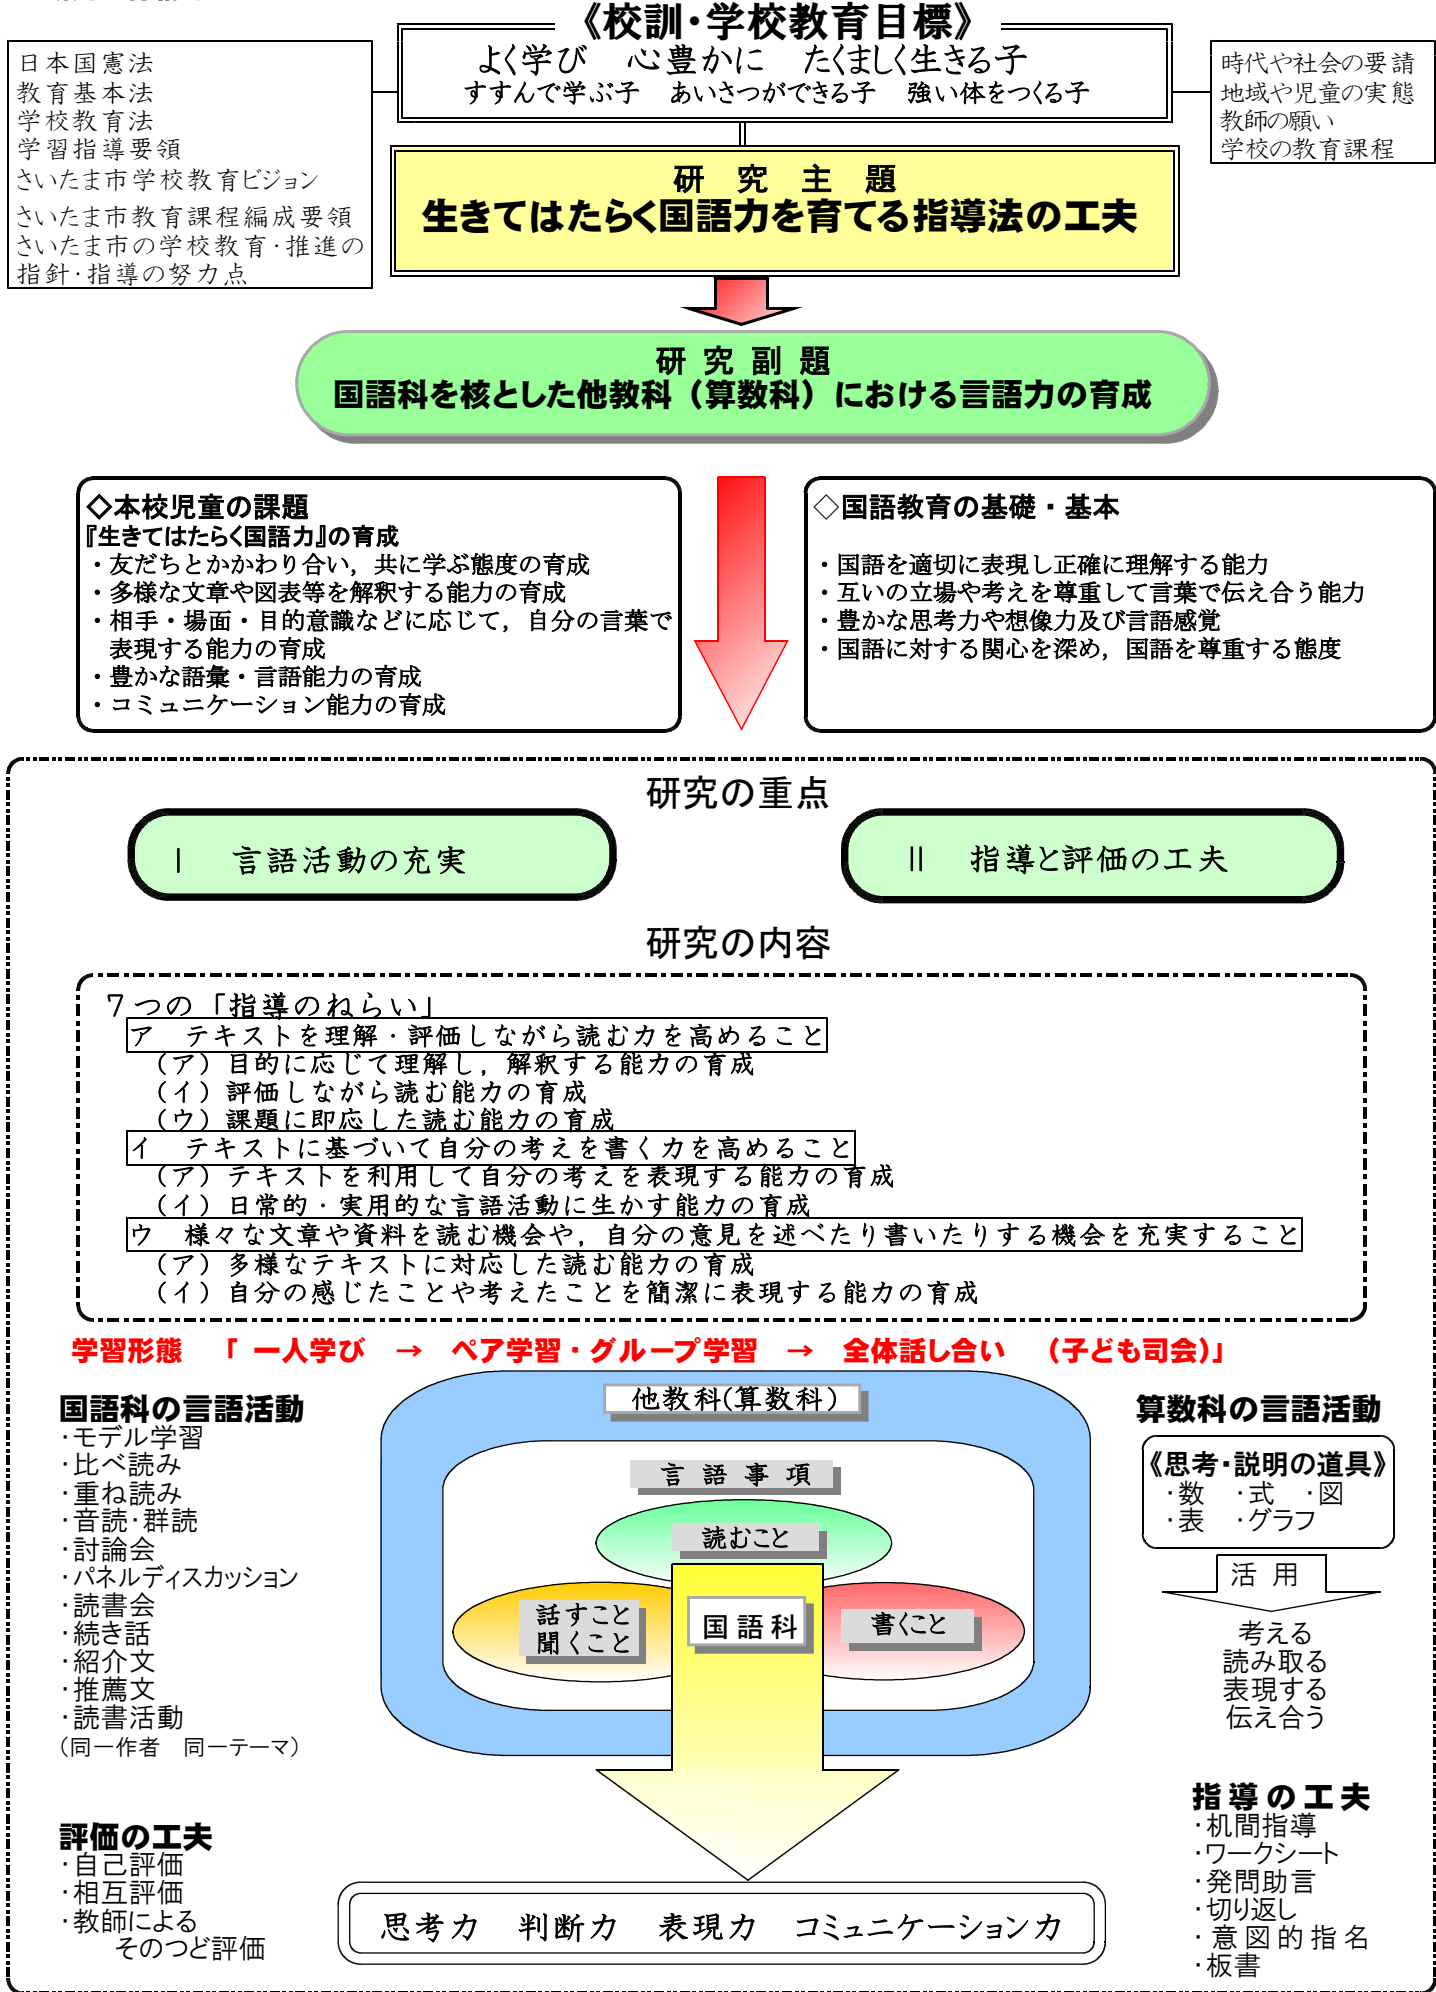 《校訓・学校教育目標》
よく学び　心豊かに　たくましく生きる子
すすんで学ぶ子　あいさつができる子　強い体をつくる子
日本国憲法
教育基本法
学校教育法
学習指導要領
さいたま市学校教育ビジョン
さいたま市教育課程編成要領
さいたま市の学校教育・推進の
指針・指導の努力点
時代や社会の要請
地域や児童の実態
教師の願い
学校の教育課程
研　究　主　題
生きてはたらく国語力を育てる指導法の工夫
研 究 副 題
国語科を核とした他教科（算数科）における言語力の育成
◇本校児童の課題
『生きてはたらく国語力』の育成
・友だちとかかわり合い，共に学ぶ態度の育成
・多様な文章や図表等を解釈する能力の育成
・相手・場面・目的意識などに応じて，自分の言葉で
表現する能力の育成
・豊かな語彙・言語能力の育成
・コミュニケーション能力の育成
◇国語教育の基礎・基本
・国語を適切に表現し正確に理解する能力
・互いの立場や考えを尊重して言葉で伝え合う能力
・豊かな思考力や想像力及び言語感覚
・国語に対する関心を深め，国語を尊重する態度
研究の重点
Ⅰ　言語活動の充実
Ⅱ　指導と評価の工夫
研究の内容
７つの「指導のねらい」
ア　テキストを理解・評価しながら読む力を高めること
（ア）目的に応じて理解し，解釈する能力の育成
（イ）評価しながら読む能力の育成
（ウ）課題に即応した読む能力の育成
イ　テキストに基づいて自分の考えを書く力を高めること
（ア）テキストを利用して自分の考えを表現する能力の育成
（イ）日常的・実用的な言語活動に生かす能力の育成
ウ　様々な文章や資料を読む機会や，自分の意見を述べたり書いたりする機会を充実すること
（ア）多様なテキストに対応した読む能力の育成
（イ）自分の感じたことや考えたことを簡潔に表現する能力の育成
学習形態　「 一人学び　→　ペア学習・グループ学習　→　全体話し合い　（子ども司会）」
国語科の言語活動
・モデル学習
・比べ読み
・重ね読み
・音読・群読
・討論会
・パネルディスカッション
・読書会
・続き話
・紹介文
・推薦文
・読書活動
（同一作者　同一テーマ）
評価の工夫
・自己評価
・相互評価
・教師による
そのつど評価
他教科(算数科)
言 語 事 項
読むこと
話すこと
聞くこと
国語科
書くこと
思考力　判断力　表現力　コミュニケーション力
算数科の言語活動
《思考・説明の道具》
・数　・式　・図
・表　・グラフ
活 用
考える
読み取る
表現する
伝え合う
指導の工夫
・机間指導
・ワークシート
・発問助言
・切り返し
・意図的指名
・板書